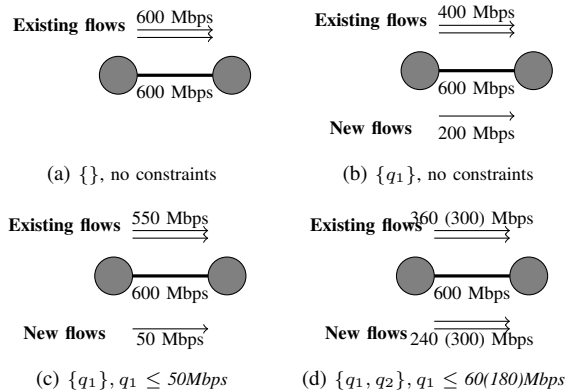 600 Mbps
Existing flows
600 Mbps
(a) {}, no constraints
400 Mbps
Existing flows
600 Mbps
New flows
200 Mbps
(b) {q1}, no constraints
550 Mbps
Existing flows
600 Mbps
New flows
50 Mbps
(c) {q1}, q1 ≤ 50Mbps
360 (300) Mbps
Existing flows
600 Mbps
New flows
240 (300) Mbps
(d) {q1, q2}, q1 ≤ 60(180)Mbps